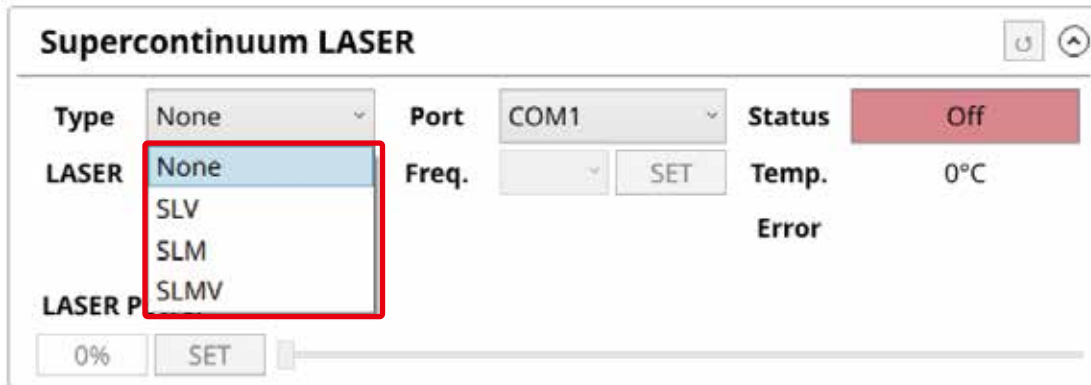 Supercontinuum LASER
Type None Port COM1 Status Off
LASER None Freq. SET Temp. 0°C
SLV
Error
SLM
SLMV
LASER P
0% SET